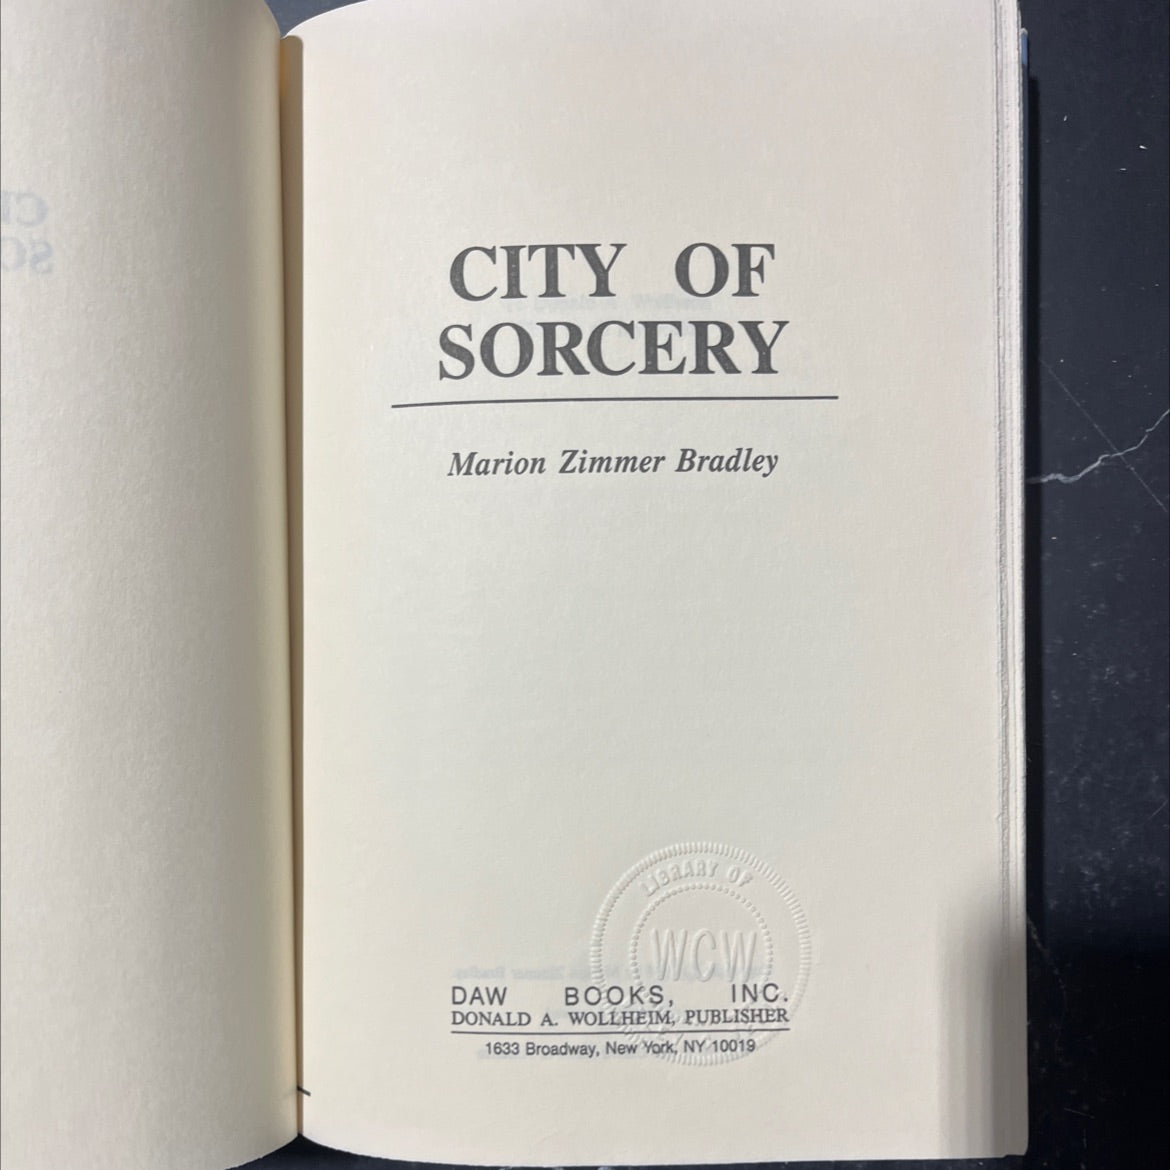 CITY OF
SORCERY
Marion Zimmer Bradley
LIBRARY OF
WCW
DAW BOOKS, INC.
DONALD A. WOLLHEIM, PUBLISHER
1633 Broadway, New York, NY 10019